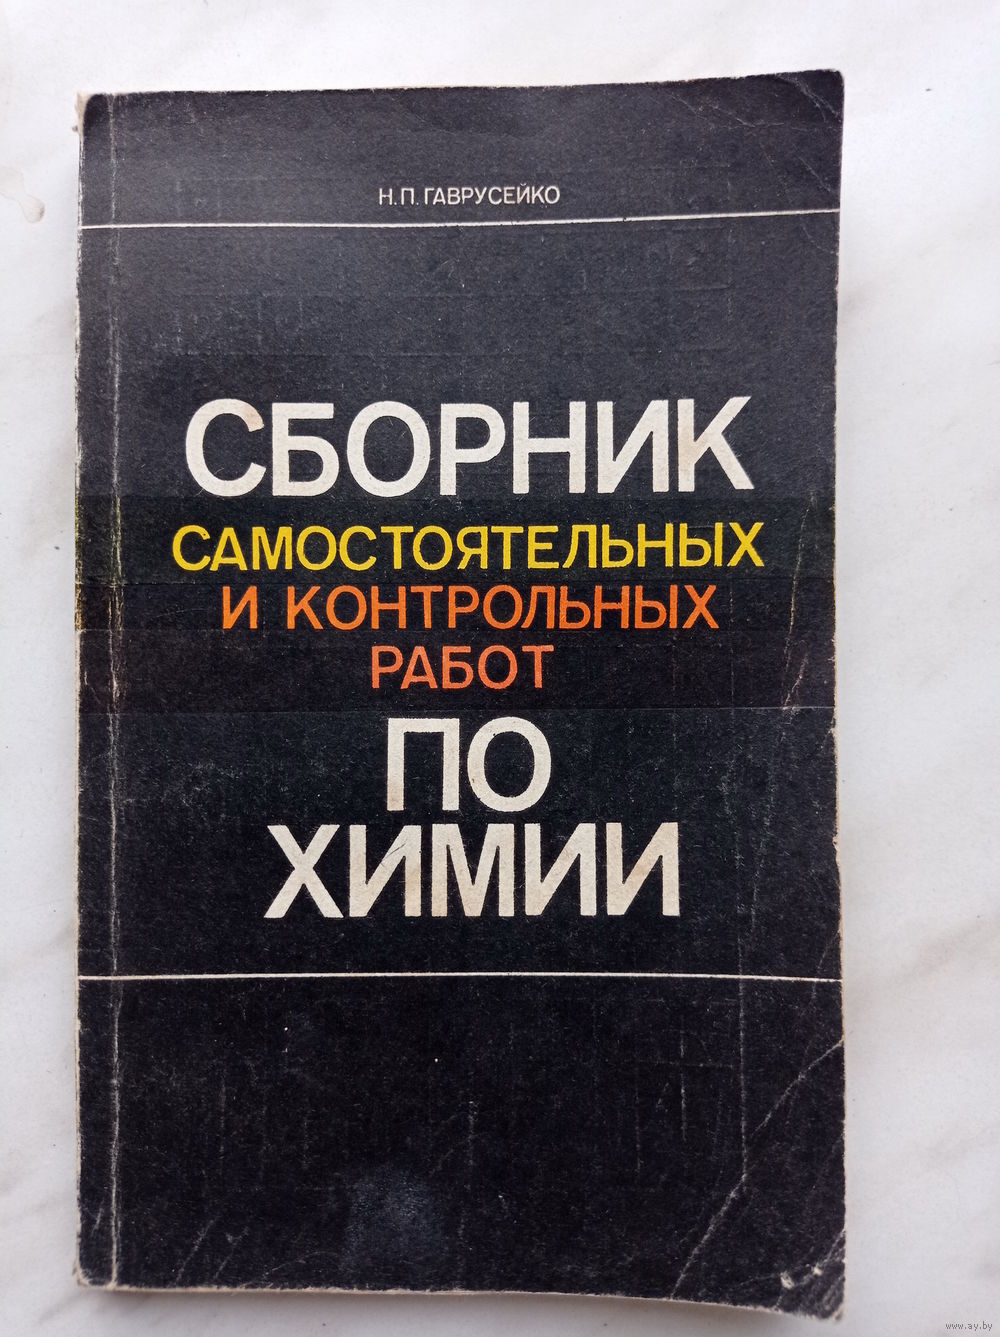 Н.П. ГАВРУСЕЙКО
СБОРНИК
САМОСТОЯТЕЛЬНЫХ
И КОНТРОЛЬНЫХ
РАБОТ
ПО
ХИМИИ
www.ay.by